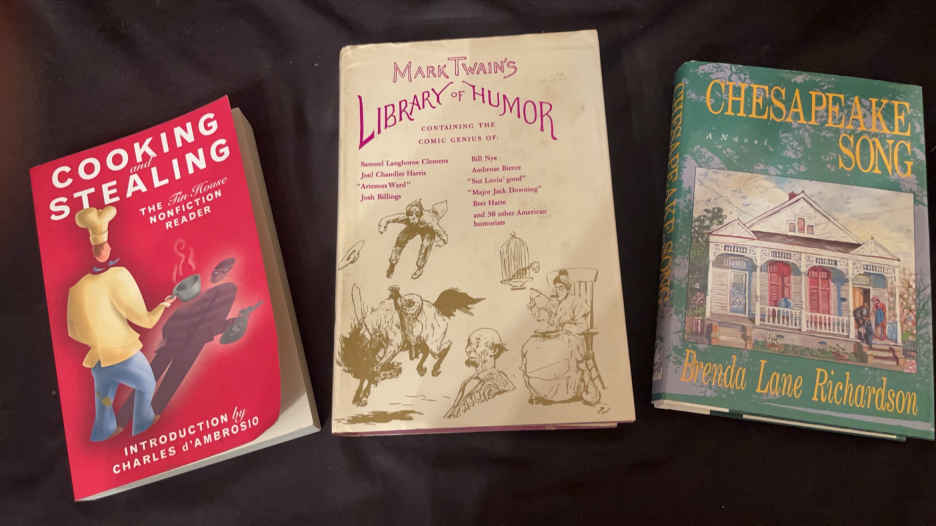 COOKING
and
STEALING
THE Tin House
NONFICTION
READER
INTRODUCTION by
CHARLES d'AMBROSIO
MARK TWAIN'S
LIBRARY OF HUMOR
CONTAINING THE
COMIC GENIUS OF:
Samuel Langhorne Clemens
Joel Chandler Harris
"Artemus Ward"
Josh Billings
Bill Nye
Ambrose Bierce
"Sut Lovin' good"
"Major Jack Downing"
Bret Harte
and 38 other American
humorists
CHESAPEAKE SONG
CHESAPEAKE
A Novel
SONG
Brenda Lane Richardson